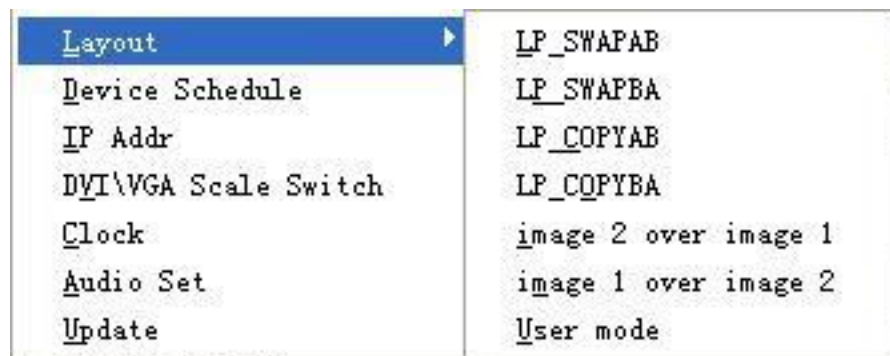 Layout
Device Schedule
IP Addr
DVI\VGA Scale Switch
Clock
Audio Set
Update
LP_SWAPAB
LP_SWAPBA
LP_COPYAB
LP_COPYBA
image 2 over image 1
image 1 over image 2
User mode